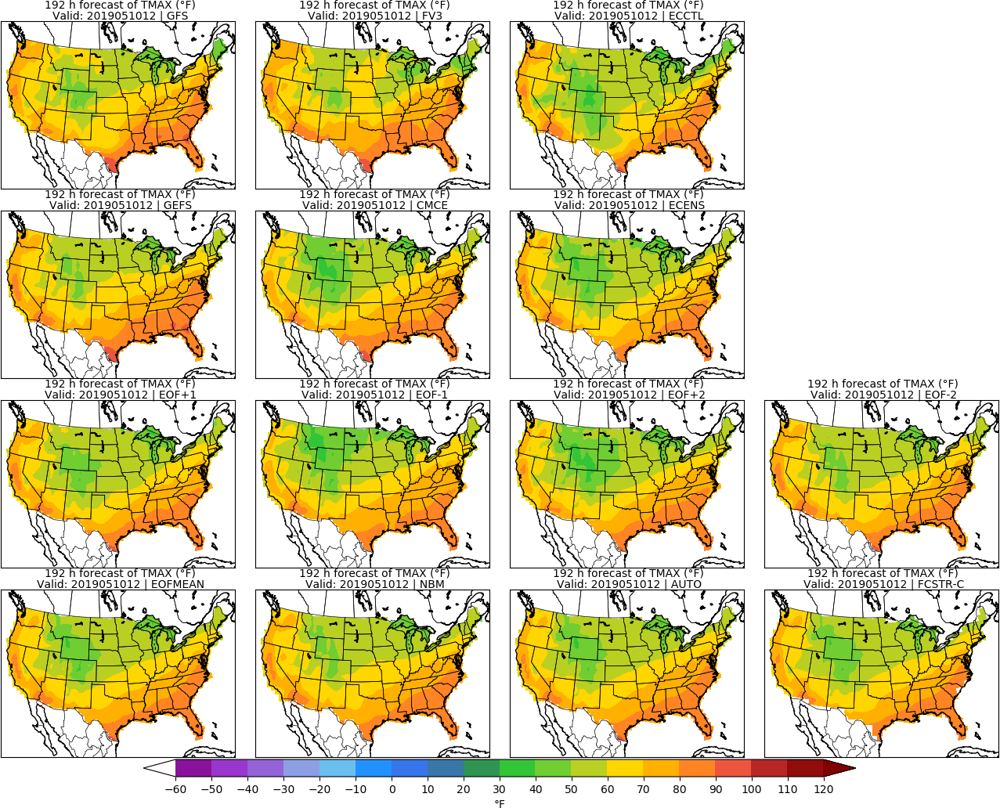 192 h forecast of TMAX (°F)
Valid: 2019051012 | GFS
192 h forecast of TMAX (°F)
Valid: 2019051012 | FV3
192 h forecast of TMAX (°F)
Valid: 2019051012 | ECCTL
192 h forecast of TMAX (°F)
Valid: 2019051012 | GEFS
192 h forecast of TMAX (°F)
Valid: 2019051012 | CMCE
192 h forecast of TMAX (°F)
Valid: 2019051012 | ECENS
192 h forecast of TMAX (°F)
Valid: 2019051012 | EOF+1
192 h forecast of TMAX (°F)
Valid: 2019051012 | EOF-1
192 h forecast of TMAX (°F)
Valid: 2019051012 | EOF+2
192 h forecast of TMAX (°F)
Valid: 2019051012 | EOF-2
192 h forecast of TMAX (°F)
Valid: 2019051012 | EOFMEAN
192 h forecast of TMAX (°F)
Valid: 2019051012 | NBM
192 h forecast of TMAX (°F)
Valid: 2019051012 | AUTO
192 h forecast of TMAX (°F)
Valid: 2019051012 | FCSTR-C
−60 −50 −40 −30 −20 −10 0 10 20 30 40 50 60 70 80 90 100 110 120
°F